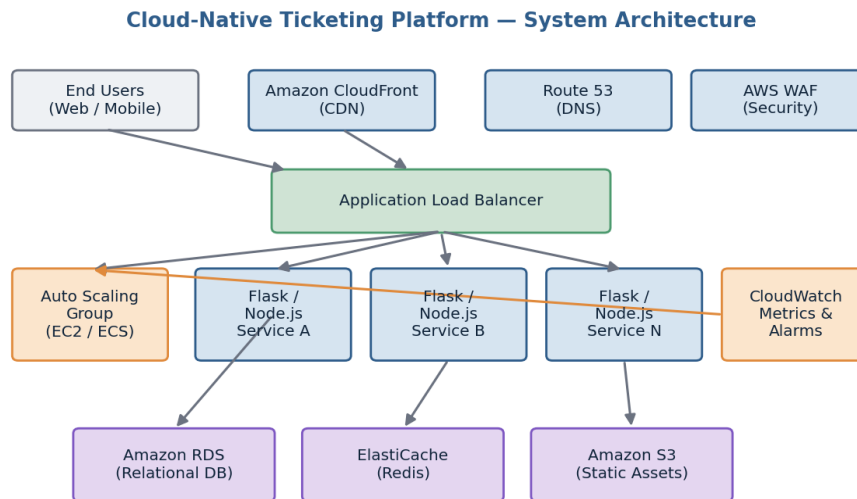 Cloud-Native Ticketing Platform — System Architecture
End Users
(Web / Mobile)
Amazon CloudFront
(CDN)
Route 53
(DNS)
AWS WAF
(Security)
Application Load Balancer
Auto Scaling
Group
(EC2 / ECS)
Flask /
Node.js
Service A
Flask /
Node.js
Service B
Flask /
Node.js
Service N
CloudWatch
Metrics &
Alarms
Amazon RDS
(Relational DB)
ElastiCache
(Redis)
Amazon S3
(Static Assets)